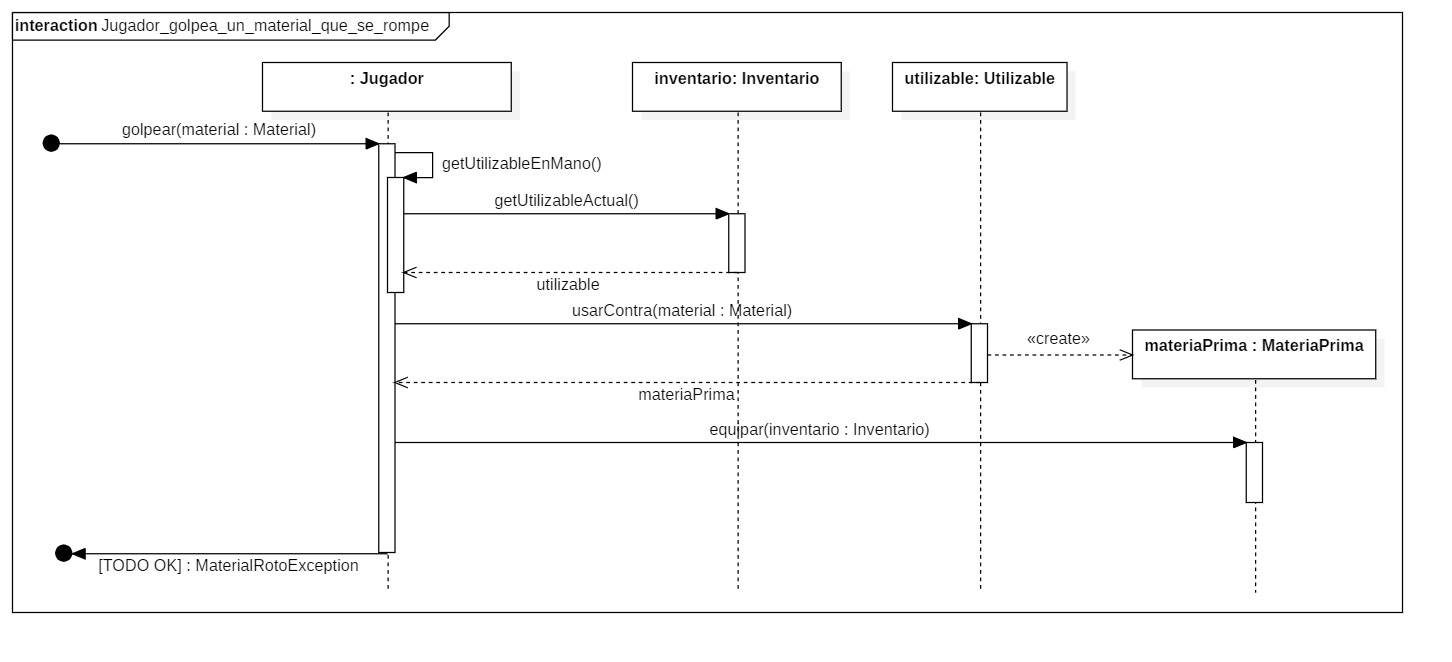 interaction Jugador_golpea_un_material_que_se_rompe
: Jugador
inventario: Inventario
utilizable: Utilizable
golpear(material : Material)
getUtilizableEnMano()
getUtilizableActual()
utilizable
usarContra(material : Material)
«create»
materiaPrima : MateriaPrima
materiaPrima
equipar(inventario : Inventario)
[TODO OK] : MaterialRotoException